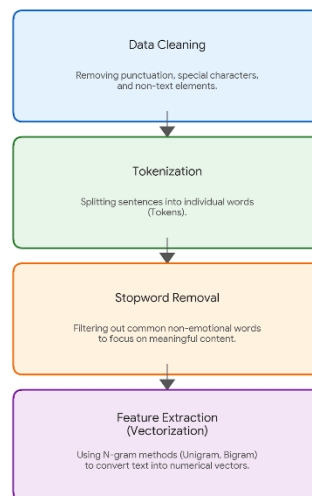 Data Cleaning
Removing punctuation, special characters,
and non-text elements.
Tokenization
Splitting sentences into individual words
(Tokens).
Stopword Removal
Filtering out common non-emotional words
to focus on meaningful content.
Feature Extraction
(Vectorization)
Using N-gram methods (Unigram, Bigram)
to convert text into numerical vectors.